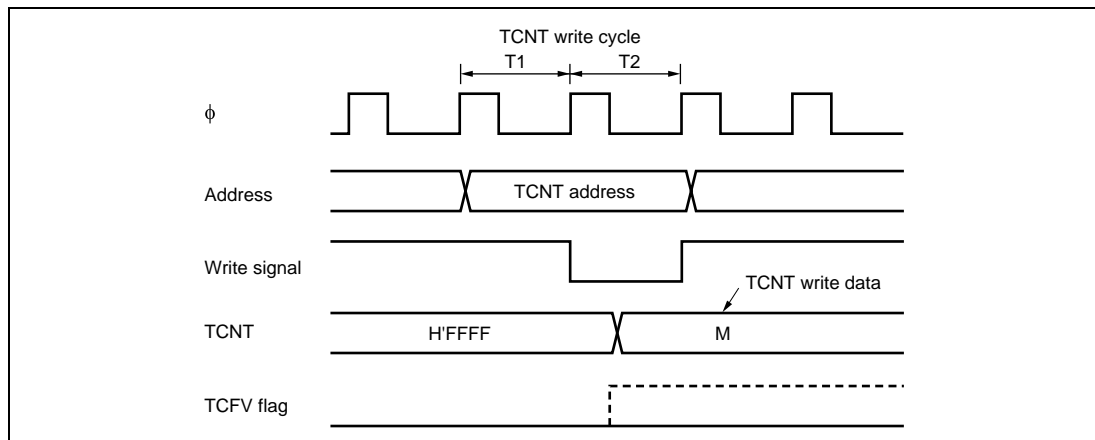 TCNT write cycle
T1 T2
ϕ
Address
TCNT address
Write signal
TCNT write data
TCNT
H'FFFF
M
TCFV flag